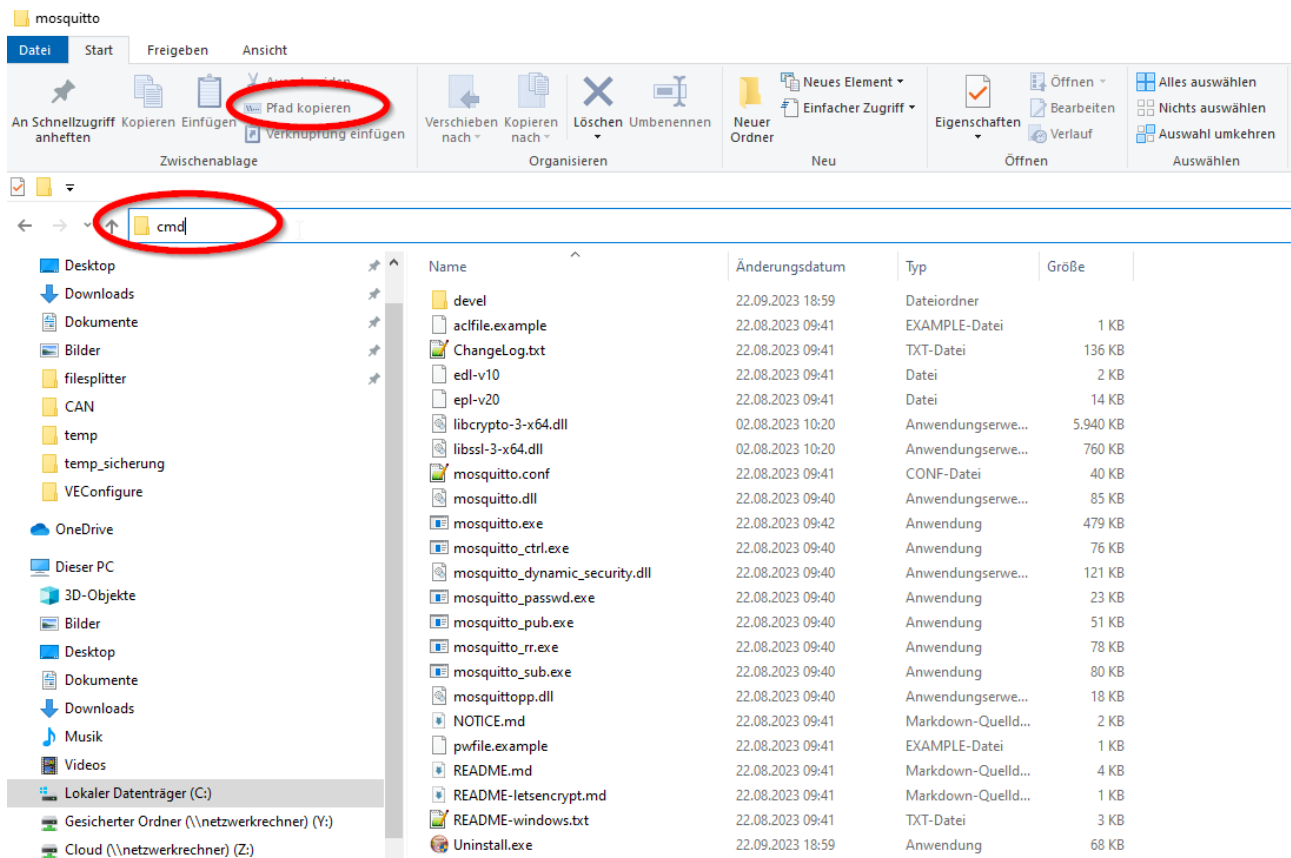 mosquitto
Datei Start Freigeben Ansicht
An Schnellzugriff anheften
Kopieren
Einfügen
Pfad kopieren
Verknüpfung einfügen
Zwischenablage
Verschieben nach
Kopieren nach
Löschen
Umbenennen
Organisieren
Neuer Ordner
Neues Element
Einfacher Zugriff
Neu
Eigenschaften
Öffnen
Bearbeiten
Verlauf
Öffnen
Alles auswählen
Nichts auswählen
Auswahl umkehren
Auswählen
cmd
Desktop
Downloads
Dokumente
Bilder
filesplitter
CAN
temp
temp_sicherung
VEConfigure
OneDrive
Dieser PC
3D-Objekte
Bilder
Desktop
Dokumente
Downloads
Musik
Videos
Lokaler Datenträger (C:)
Gesicherter Ordner (\\netzwerkrechner) (Y:)
Cloud (\\netzwerkrechner) (Z:)
Name Änderungsdatum Typ Größe
devel 22.09.2023 18:59 Dateiordner
aclfile.example 22.08.2023 09:41 EXAMPLE-Datei 1 KB
ChangeLog.txt 22.08.2023 09:41 TXT-Datei 136 KB
edl-v10 22.08.2023 09:41 Datei 2 KB
epl-v20 22.08.2023 09:41 Datei 14 KB
libcrypto-3-x64.dll 02.08.2023 10:20 Anwendungserwe... 5.940 KB
libssl-3-x64.dll 02.08.2023 10:20 Anwendungserwe... 760 KB
mosquitto.conf 22.08.2023 09:41 CONF-Datei 40 KB
mosquitto.dll 22.08.2023 09:40 Anwendungserwe... 85 KB
mosquitto.exe 22.08.2023 09:42 Anwendung 479 KB
mosquitto_ctrl.exe 22.08.2023 09:40 Anwendung 76 KB
mosquitto_dynamic_security.dll 22.08.2023 09:40 Anwendungserwe... 121 KB
mosquitto_passwd.exe 22.08.2023 09:40 Anwendung 23 KB
mosquitto_pub.exe 22.08.2023 09:40 Anwendung 51 KB
mosquitto_rr.exe 22.08.2023 09:40 Anwendung 78 KB
mosquitto_sub.exe 22.08.2023 09:40 Anwendung 80 KB
mosquittopp.dll 22.08.2023 09:40 Anwendungserwe... 18 KB
NOTICE.md 22.08.2023 09:41 Markdown-Quelld... 2 KB
pwfile.example 22.08.2023 09:41 EXAMPLE-Datei 1 KB
README.md 22.08.2023 09:41 Markdown-Quelld... 4 KB
README-letsencrypt.md 22.08.2023 09:41 Markdown-Quelld... 1 KB
README-windows.txt 22.08.2023 09:41 TXT-Datei 3 KB
Uninstall.exe 22.09.2023 18:59 Anwendung 68 KB